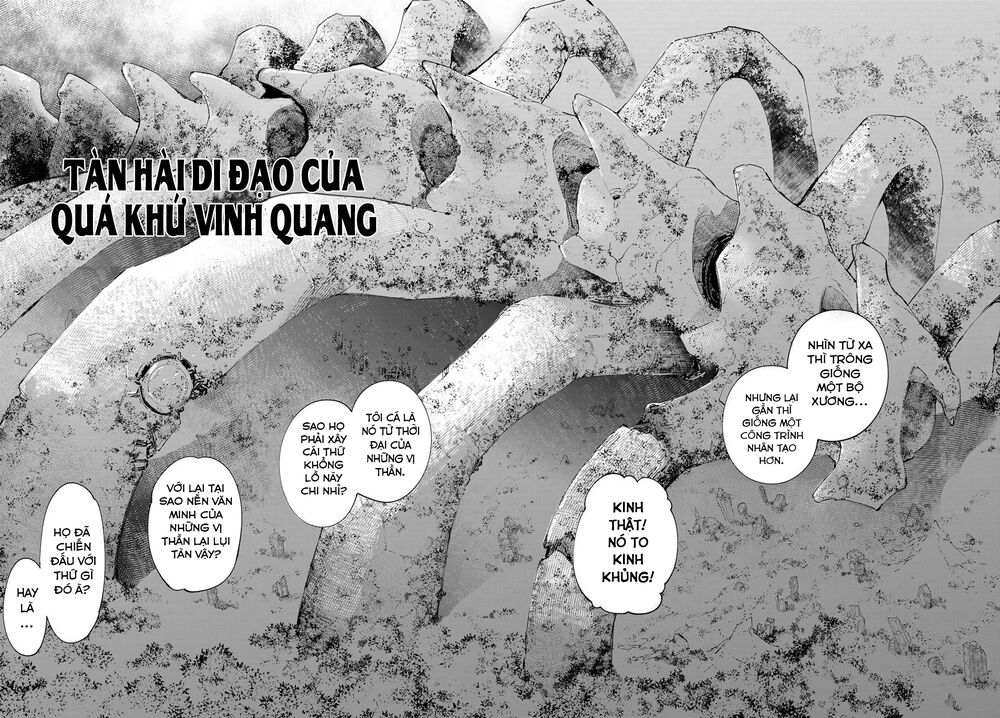 TÀN HÀI DI ĐẠO CỦA
QUÁ KHỨ VINH QUANG
NHÌN TỪ XA
THÌ TRÔNG
GIỐNG
MỘT BỘ
XƯƠNG...
NHƯNG LẠI
GẦN THÌ
GIỐNG MỘT
CÔNG TRÌNH
NHÂN TẠO
HƠN.
KINH
THẬT!
NÓ TO
KINH
KHỦNG!
TÔI CÁ LÀ
NÓ TỪ THỜI
ĐẠI CỦA
NHỮNG VỊ
THẦN.
SAO HỌ
PHẢI XÂY
CÁI THỨ
KHỔNG
LỒ NÀY
CHI NHỈ?
VỚI LẠI TẠI
SAO NỀN VĂN
MINH CỦA
NHỮNG VỊ
THẦN LẠI LỤI
TÀN VẬY?
HỌ ĐÃ
CHIẾN
ĐẤU VỚI
THỨ GÌ
ĐÓ À?
HAY
LÀ
...